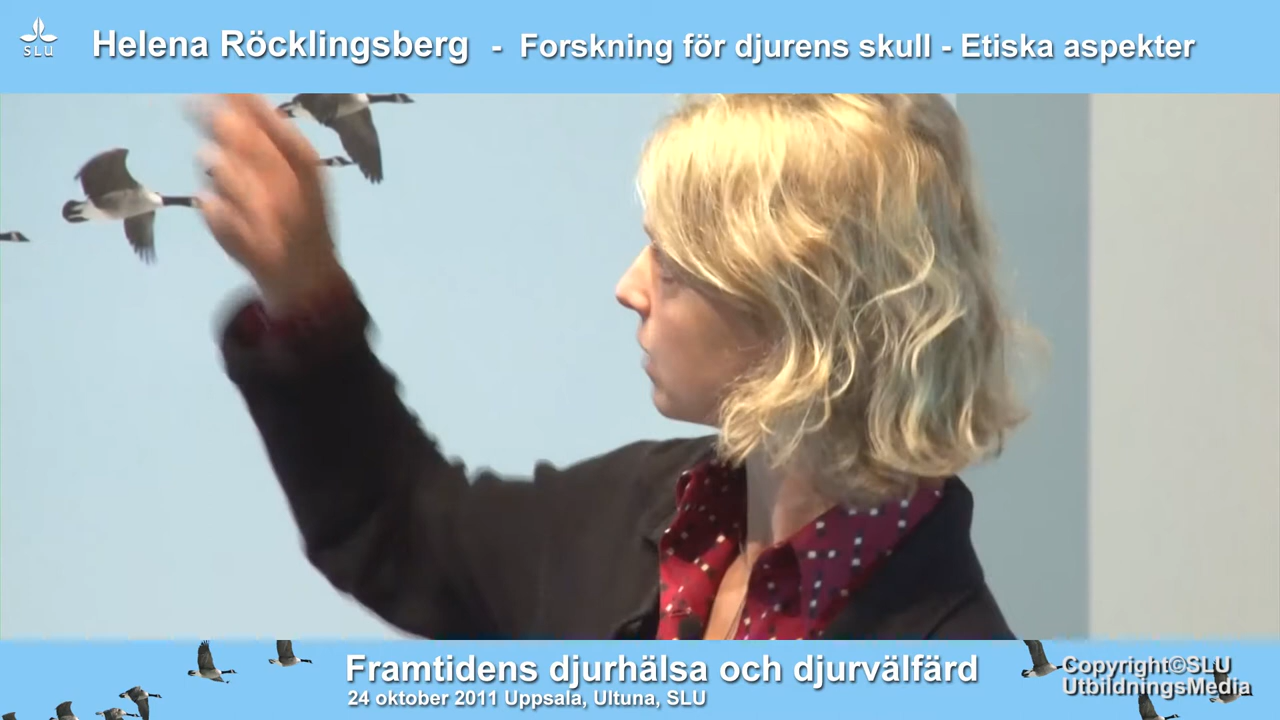 SLU
Helena Röcklingsberg - Forskning för djurens skull - Etiska aspekter
Framtidens djurhälsa och djurvälfärd
24 oktober 2011 Uppsala, Ultuna, SLU
Copyright©SLU
UtbildningsMedia